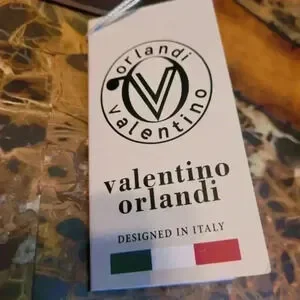 orlandi
V
valentino
valentino
orlandi
DESIGNED IN ITALY